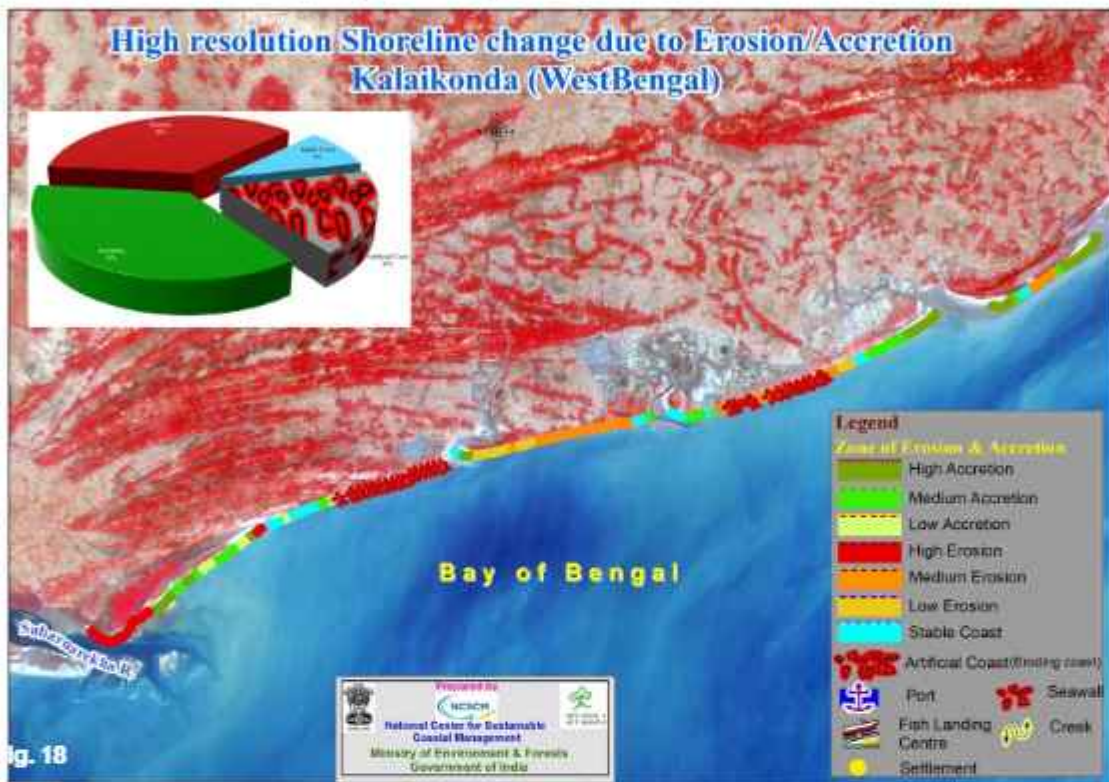 High resolution Shoreline change due to Erosion/Accretion
Kalaikonda (WestBengal)
Bay of Bengal
Legend
Zone of Erosion & Accretion
High Accretion
Medium Accretion
Low Accretion
High Erosion
Medium Erosion
Low Erosion
Stable Coast
Artificial Coast(Eroding coast)
Port
Seawall
Fish Landing
Centre
Creek
Settlement
Prepared by
NCSCM
National Center for Sustainable
Coastal Management
Ministry of Environment & Forests
Government of India
ig. 18